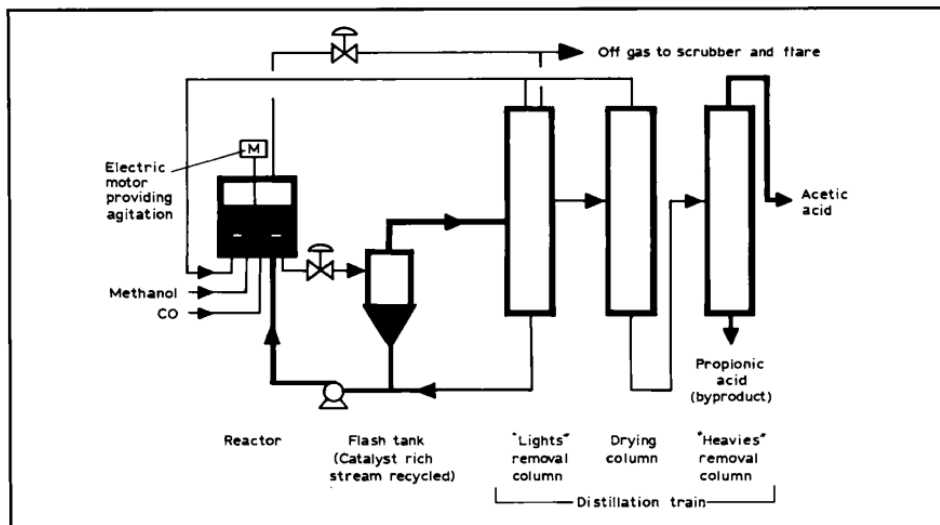 Off gas to scrubber and flare
M
Electric
motor
providing
agitation
Acetic
acid
Methanol
CO
Propionic
acid
(byproduct)
Reactor
Flash tank
(Catalyst rich
stream recycled)
"Lights"
removal
column
Drying
column
"Heavies"
removal
column
Distillation train